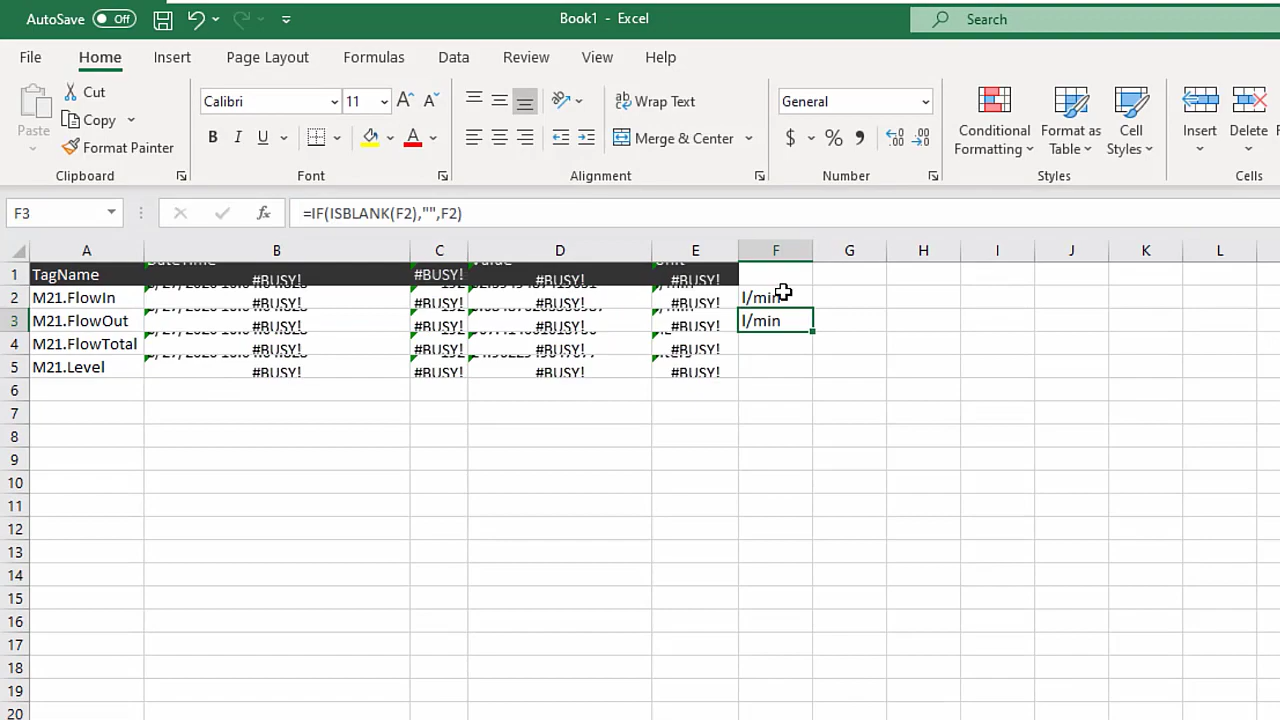 AutoSave Off Book1 - Excel Search
File Home Insert Page Layout Formulas Data Review View Help
Paste Cut Copy Format Painter Clipboard
Calibri 11 B I U A A A Font
ab Wrap Text Merge & Center Alignment
General $ % , Number
Conditional Formatting Format as Table Cell Styles Styles
Insert Delete Cells
F3 fx =IF(ISBLANK(F2),"",F2)
A B C D E F G H I J K L
1 TagName #BUSY! #BUSY! #BUSY! #BUSY!
2 M21.FlowIn #BUSY! #BUSY! #BUSY! #BUSY! l/min
3 M21.FlowOut #BUSY! #BUSY! #BUSY! #BUSY! l/min
4 M21.FlowTotal #BUSY! #BUSY! #BUSY! #BUSY!
5 M21.Level #BUSY! #BUSY! #BUSY! #BUSY!
6
7
8
9
10
11
12
13
14
15
16
17
18
19
20